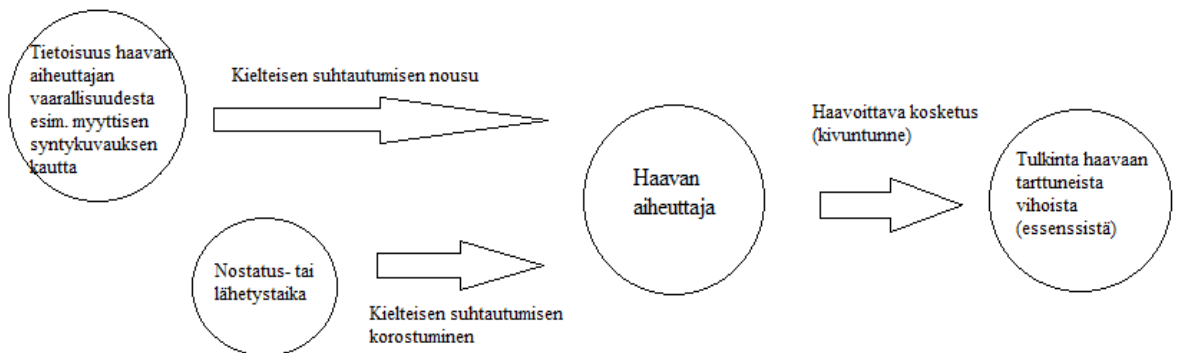 Tietoisuus haavan
aiheuttajan
vaarallisuudesta
esim. myyttisen
syntykuvauksen
kautta
Kielteisen suhtautumisen nousu
Nostatus- tai
lähetystaika
Kielteisen suhtautumisen
korostuminen
Haavan
aiheuttaja
Haavoittava kosketus
(kivuntunne)
Tulkinta haavaan
tarttuneista
vihoista
(essenssistä)